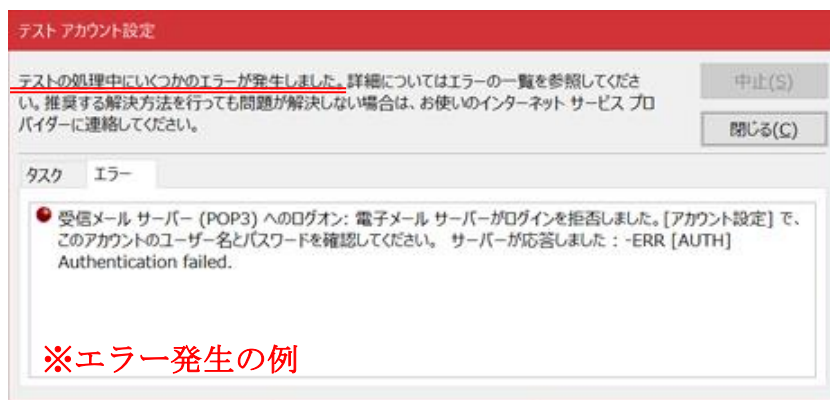 テスト アカウント設定
テストの処理中にいくつかのエラーが発生しました。詳細についてはエラーの一覧を参照してくださ
い。推奨する解決方法を行っても問題が解決しない場合は、お使いのインターネット サービス プロ
バイダーに連絡してください。
中止(S)
閉じる(C)
タスク エラー
受信メール サーバー (POP3) へのログオン: 電子メール サーバーがログインを拒否しました。[アカウント設定] で、
このアカウントのユーザー名とパスワードを確認してください。 サーバーが応答しました : -ERR [AUTH]
Authentication failed.
※エラー発生の例